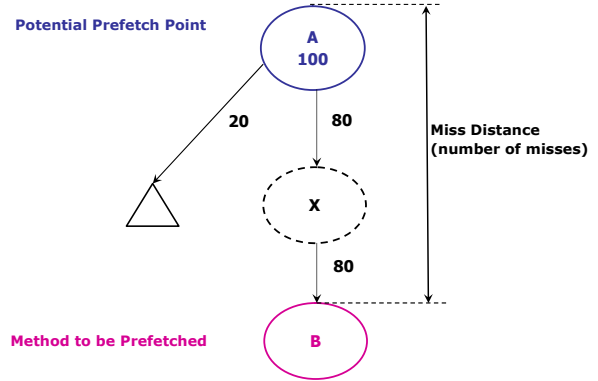 Potential Prefetch Point
A
100
20
80
Miss Distance
(number of misses)
X
80
Method to be Prefetched
B